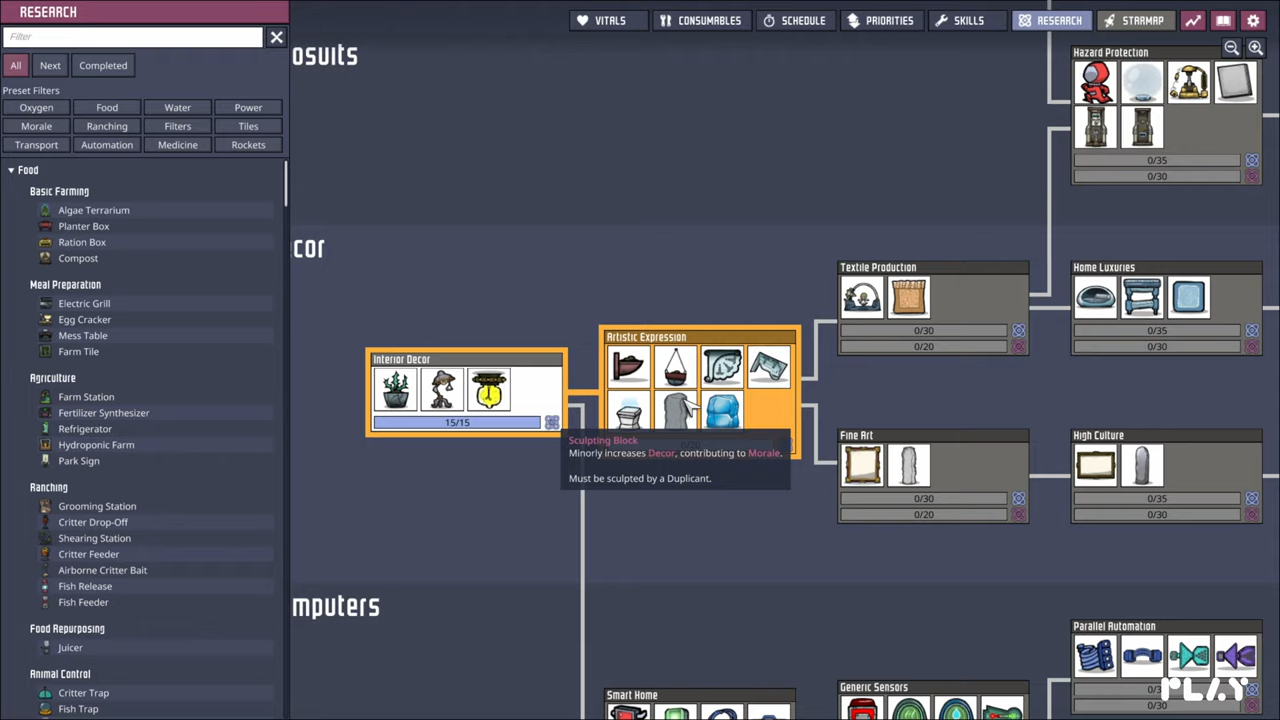 RESEARCH
VITALS
CONSUMABLES
SCHEDULE
PRIORITIES
SKILLS
RESEARCH
STARMAP
Filter
All
Next
Completed
Preset Filters
Oxygen
Food
Water
Power
Morale
Ranching
Filters
Tiles
Transport
Automation
Medicine
Rockets
Food
Basic Farming
Algae Terrarium
Planter Box
Ration Box
Compost
Meal Preparation
Electric Grill
Egg Cracker
Mess Table
Farm Tile
Agriculture
Farm Station
Fertilizer Synthesizer
Refrigerator
Hydroponic Farm
Park Sign
Ranching
Grooming Station
Critter Drop-Off
Shearing Station
Critter Feeder
Airborne Critter Bait
Fish Release
Fish Feeder
Food Repurposing
Juicer
Animal Control
Critter Trap
Fish Trap
osuits
Hazard Protection
0/35
0/30
cor
Interior Decor
15/15
Artistic Expression
Sculpting Block
Minorly increases Decor, contributing to Morale.
Must be sculpted by a Duplicant.
Textile Production
0/30
0/20
Home Luxuries
0/35
0/30
Fine Art
0/30
0/20
High Culture
0/35
0/30
mputers
Smart Home
Generic Sensors
Parallel Automation
0/30
PLAY